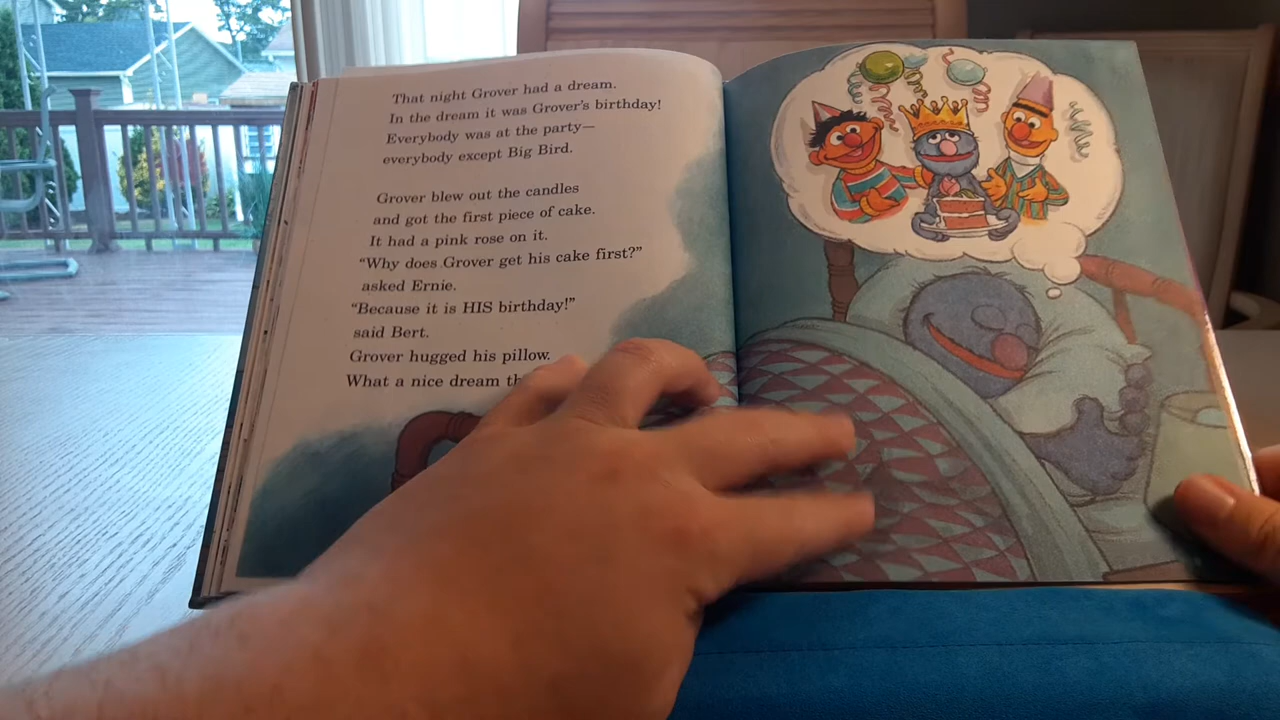 That night Grover had a dream.
In the dream it was Grover's birthday!
Everybody was at the party—
everybody except Big Bird.
Grover blew out the candles
and got the first piece of cake.
It had a pink rose on it.
"Why does Grover get his cake first?"
asked Ernie.
"Because it is HIS birthday!"
said Bert.
Grover hugged his pillow.
What a nice dream